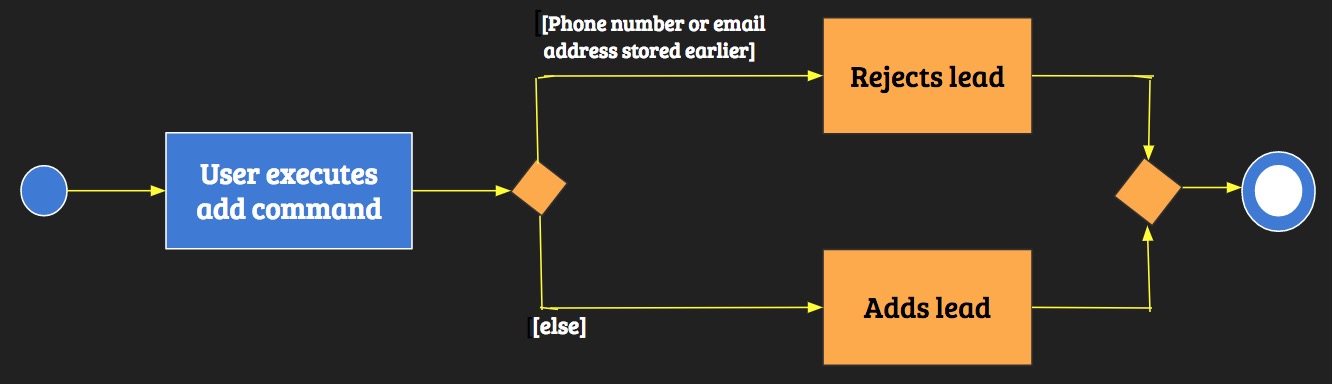 [Phone number or email
address stored earlier]
Rejects lead
User executes
add command
Adds lead
[else]